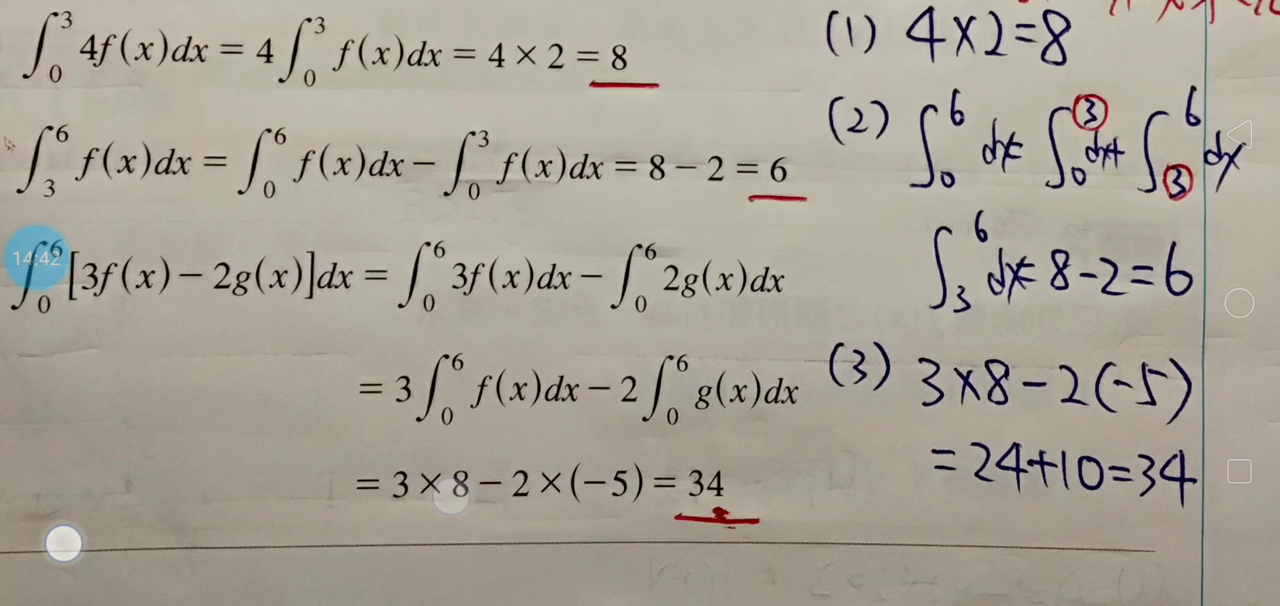 ∫₀³ 4f(x)dx = 4∫₀³ f(x)dx = 4 × 2 = 8
∫₃⁶ f(x)dx = ∫₀⁶ f(x)dx − ∫₀³ f(x)dx = 8 − 2 = 6
∫₀⁶ [3f(x) − 2g(x)]dx = ∫₀⁶ 3f(x)dx − ∫₀⁶ 2g(x)dx
= 3∫₀⁶ f(x)dx − 2∫₀⁶ g(x)dx
= 3 × 8 − 2 × (−5) = 34
14:42
(1) 4×2=8
(2) ∫₀⁶ dx= ∫₀³ dx+ ∫₃⁶ dx
∫₃⁶ dx= 8−2=6
(3) 3×8−2(−5)
=24+10=34